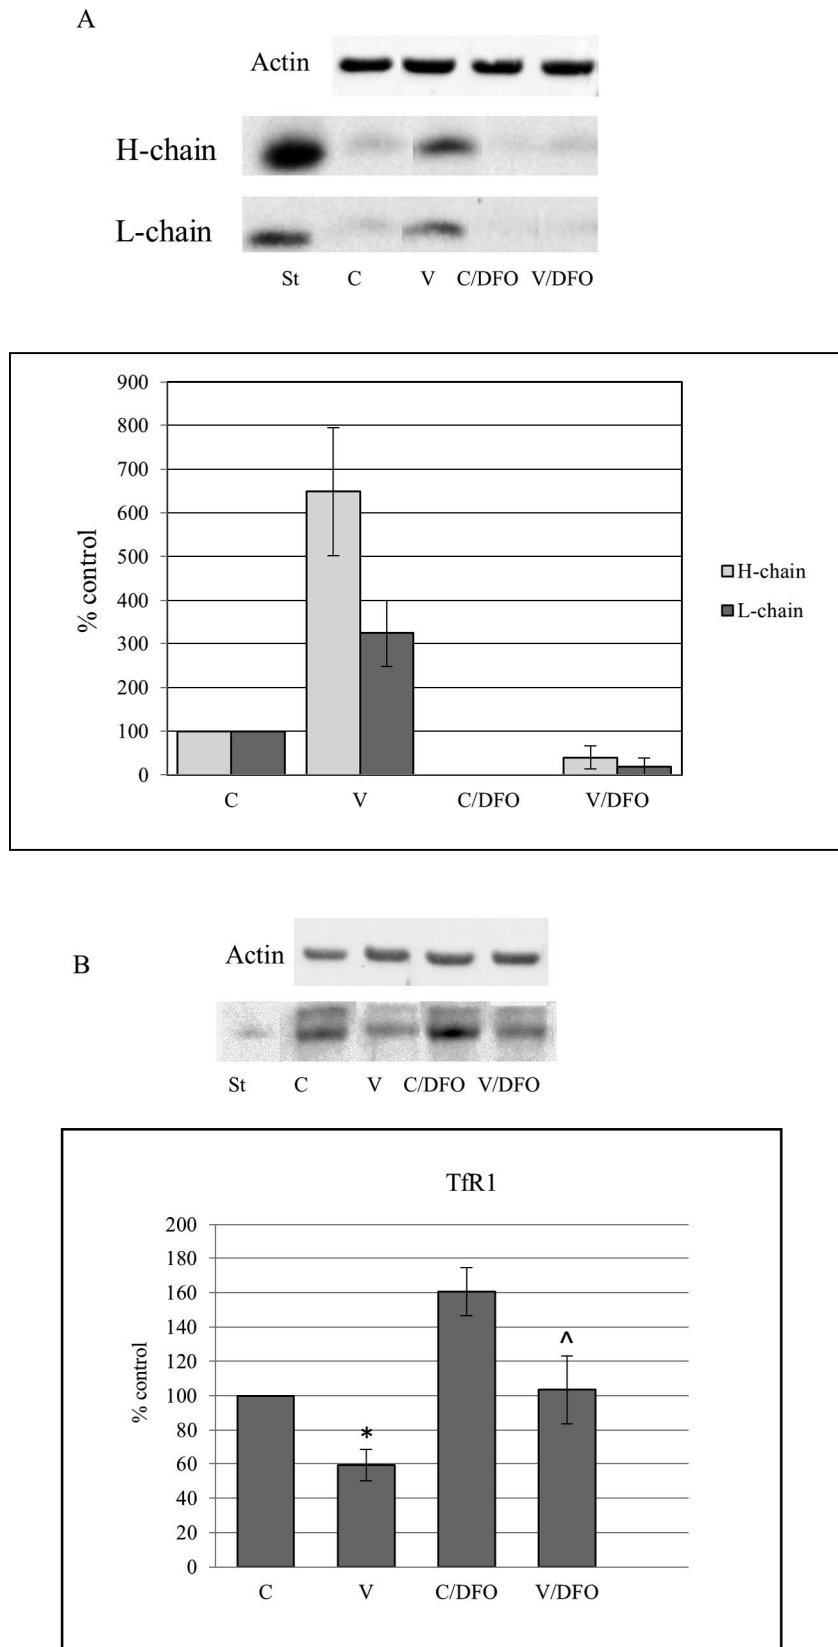 A
Actin
H-chain
L-chain
St C V C/DFO V/DFO
900
800
700
600
500
400
300
200
100
0
% control
C V C/DFO V/DFO
H-chain
L-chain
B
Actin
St C V C/DFO V/DFO
TfR1
200
180
160
140
120
100
80
60
40
20
0
% control
*
^
C V C/DFO V/DFO